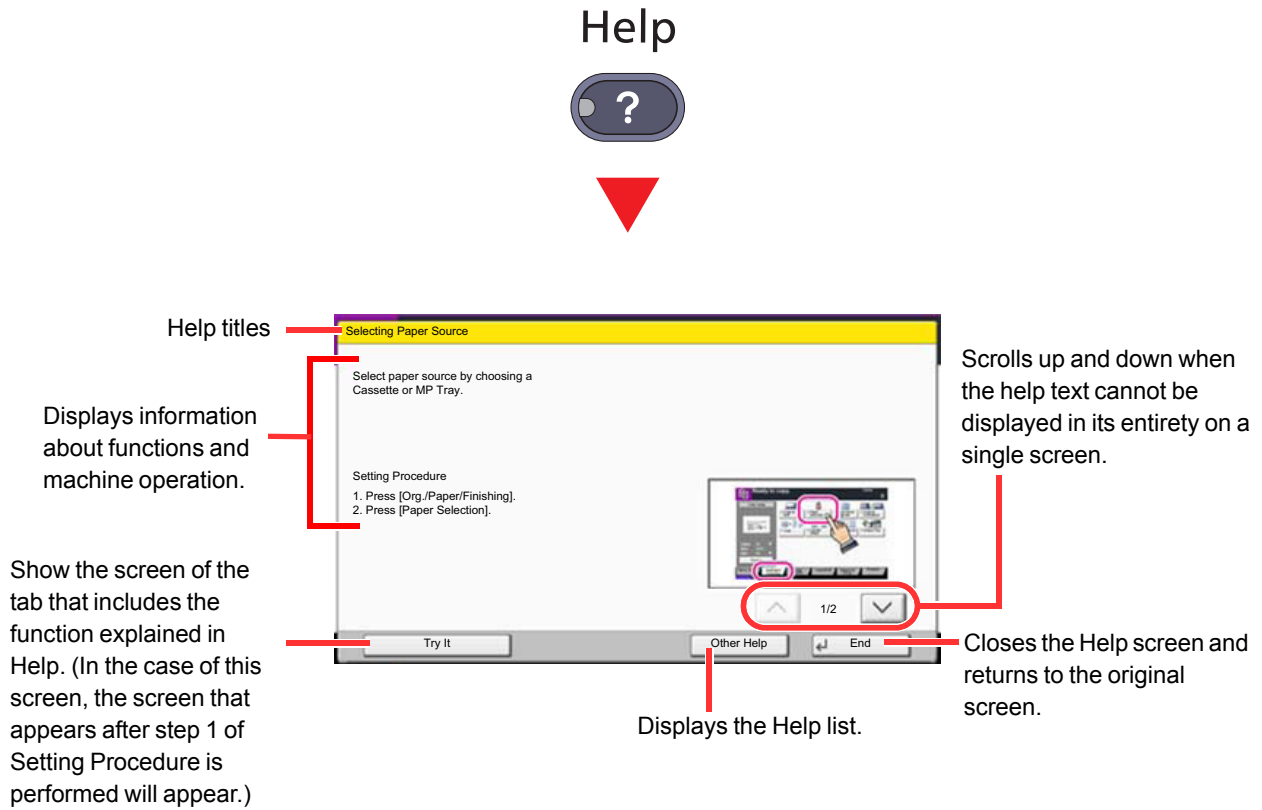 Help
?
Help titles
Selecting Paper Source
Select paper source by choosing a
Cassette or MP Tray.
Displays information
about functions and
machine operation.
Setting Procedure
1. Press [Org./Paper/Finishing].
2. Press [Paper Selection].
Scrolls up and down when
the help text cannot be
displayed in its entirety on a
single screen.
1/2
Show the screen of the
tab that includes the
function explained in
Help. (In the case of this
screen, the screen that
appears after step 1 of
Setting Procedure is
performed will appear.)
Try It
Other Help
End
Closes the Help screen and
returns to the original
screen.
Displays the Help list.